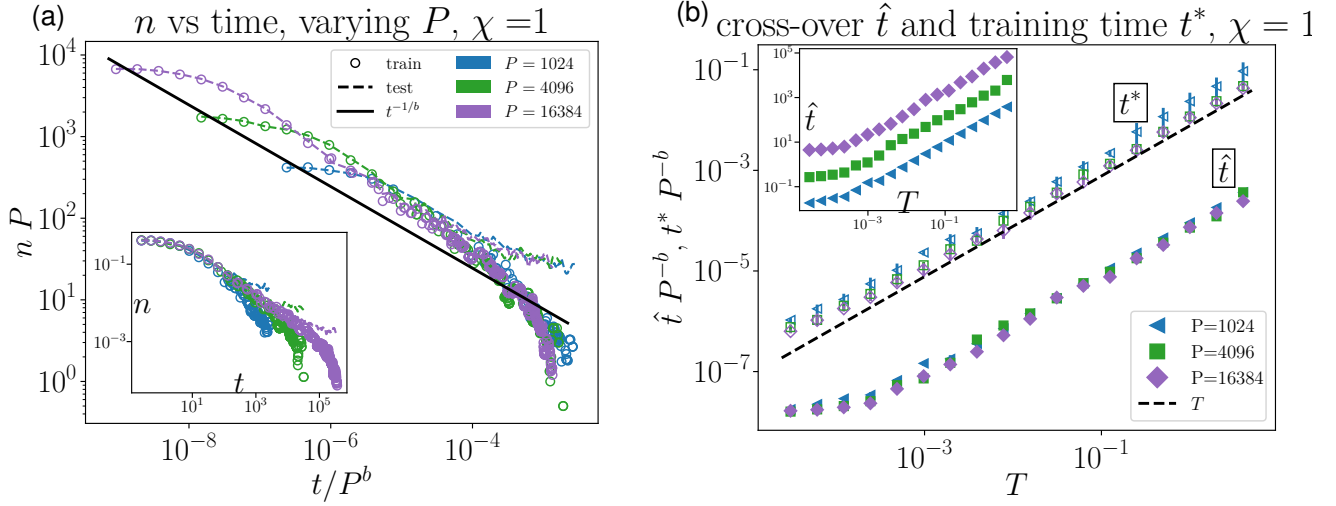 (a)
n vs time, varying P, χ =1
10^4
10^3
10^2
10^1
10^0
n P
train
test
t^{-1/b}
P = 1024
P = 4096
P = 16384
10^{-1}
10^{-3}
n
t
10^1
10^3
10^5
10^{-8}
10^{-6}
10^{-4}
t/P^b
(b)
cross-over t̂ and training time t*, χ = 1
10^{-1}
10^{-3}
10^{-5}
10^{-7}
t̂ P^{-b}, t* P^{-b}
10^5
10^3
10^1
10^{-1}
t̂
10^{-3}
10^{-1}
T
t*
t̂
P=1024
P=4096
P=16384
T
10^{-3}
10^{-1}
T